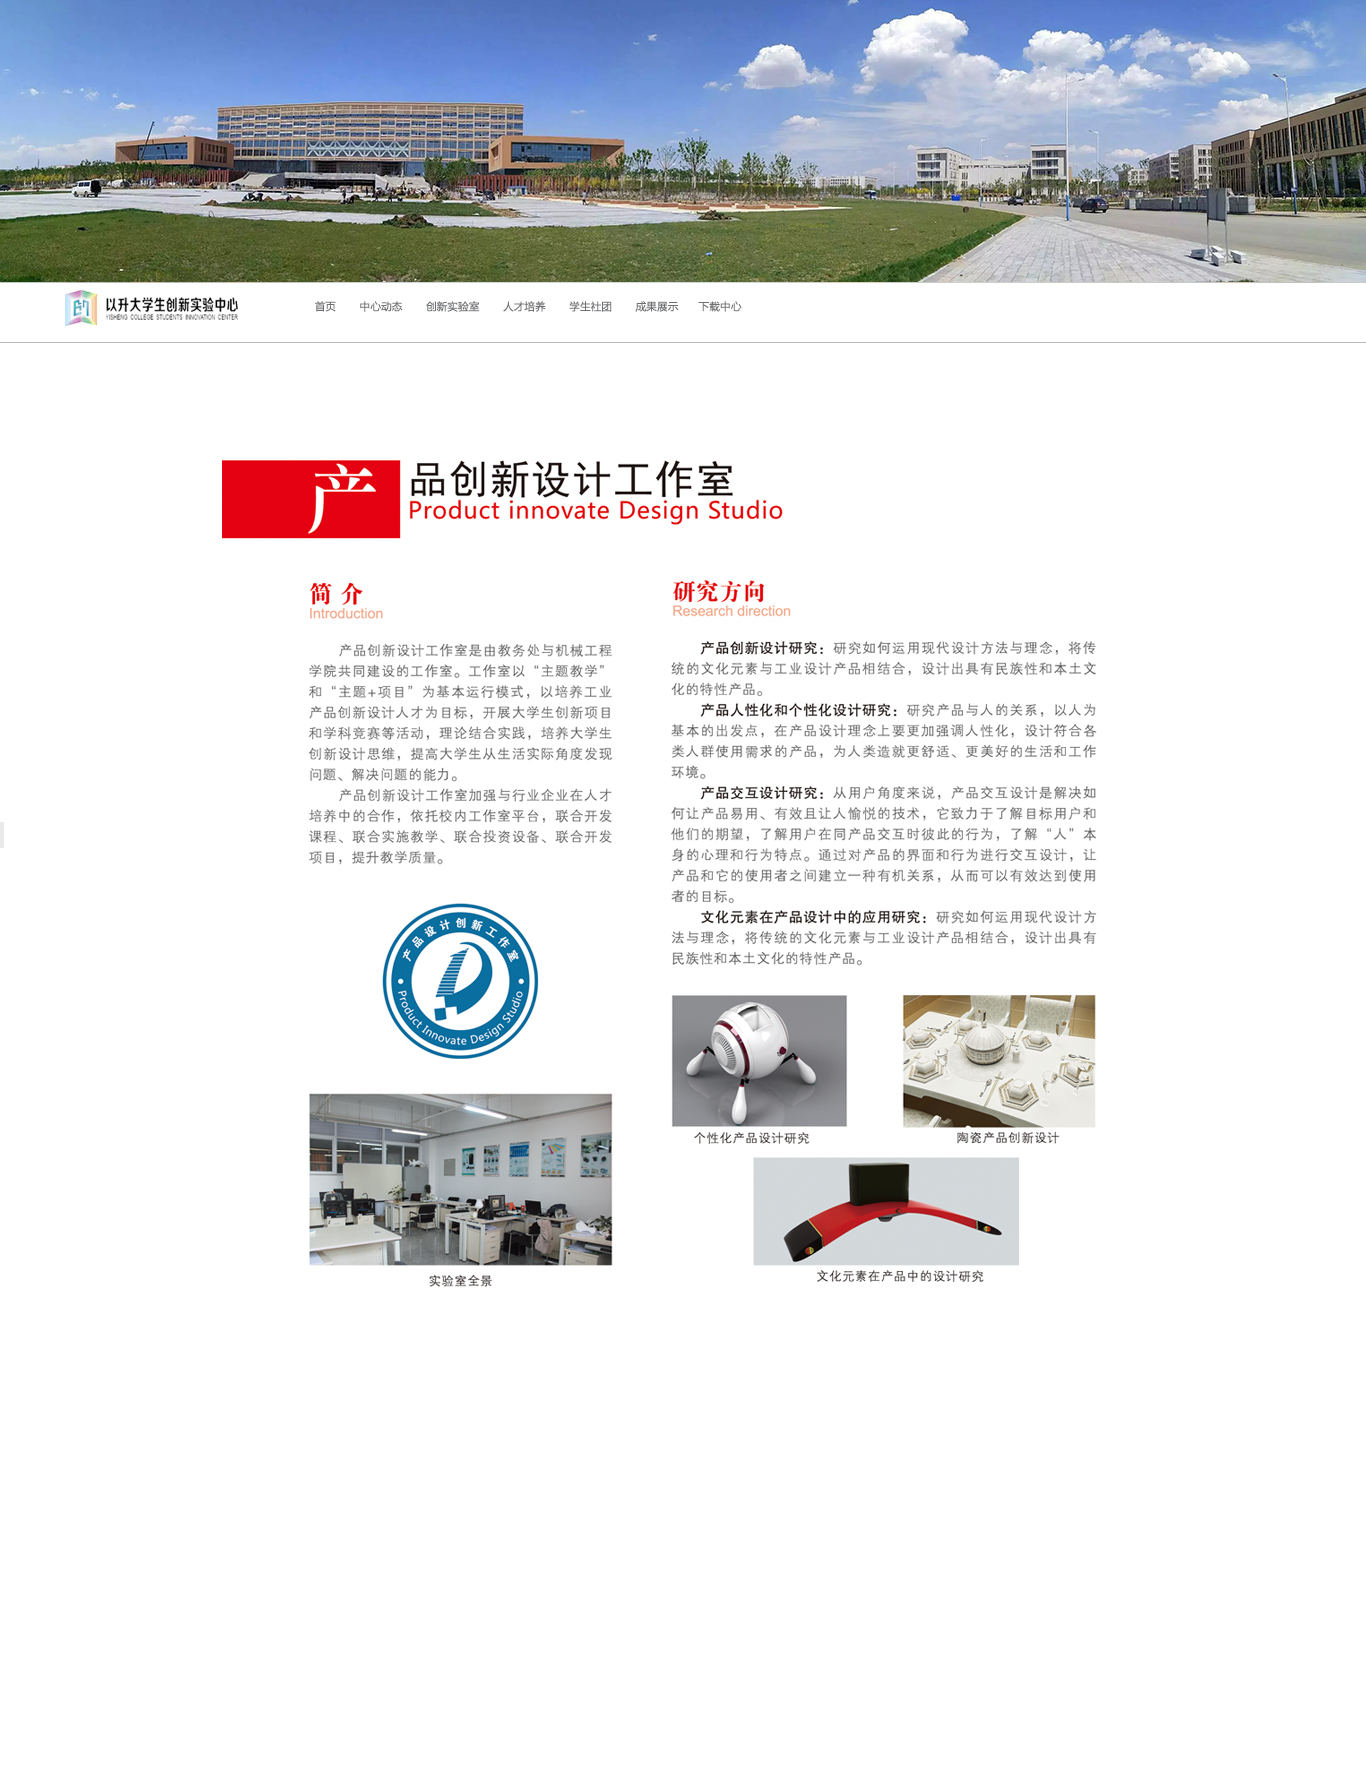 以升大学生创新实验中心
YISHENG COLLEGE STUDENTS INNOVATION CENTER
首页 中心动态 创新实验室 人才培养 学生社团 成果展示 下载中心
产品创新设计工作室
Product innovate Design Studio
简 介
Introduction
产品创新设计工作室是由教务处与机械工程
学院共同建设的工作室。工作室以“主题教学”
和“主题+项目”为基本运行模式，以培养工业
产品创新设计人才为目标，开展大学生创新项目
和学科竞赛等活动，理论结合实践，培养大学生
创新设计思维，提高大学生从生活实际角度发现
问题、解决问题的能力。
产品创新设计工作室加强与行业企业在人才
培养中的合作，依托校内工作室平台，联合开发
课程、联合实施教学、联合投资设备、联合开发
项目，提升教学质量。
产品设计创新工作室
Product Innovate Design Studio
实验室全景
研究方向
Research direction
产品创新设计研究：研究如何运用现代设计方法与理念，将传
统的文化元素与工业设计产品相结合，设计出具有民族性和本土文
化的特性产品。
产品人性化和个性化设计研究：研究产品与人的关系，以人为
基本的出发点，在产品设计理念上要更加强调人性化，设计符合各
类人群使用需求的产品，为人类造就更舒适、更美好的生活和工作
环境。
产品交互设计研究：从用户角度来说，产品交互设计是解决如
何让产品易用、有效且让人愉悦的技术，它致力于了解目标用户和
他们的期望，了解用户在同产品交互时彼此的行为，了解“人”本
身的心理和行为特点。通过对产品的界面和行为进行交互设计，让
产品和它的使用者之间建立一种有机关系，从而可以有效达到使用
者的目标。
文化元素在产品设计中的应用研究：研究如何运用现代设计方
法与理念，将传统的文化元素与工业设计产品相结合，设计出具有
民族性和本土文化的特性产品。
个性化产品设计研究
陶瓷产品创新设计
文化元素在产品中的设计研究